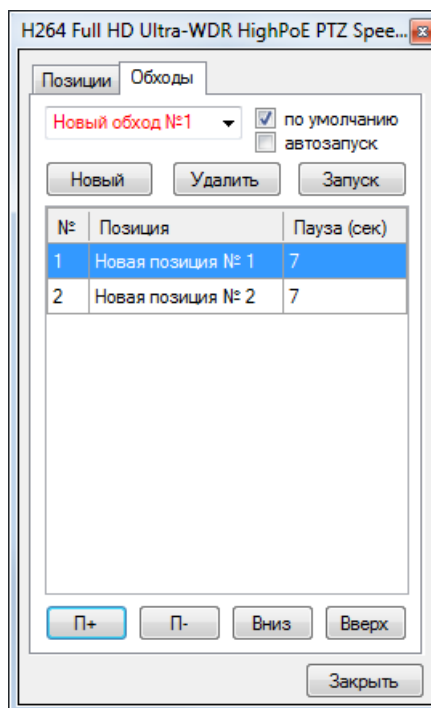 H264 Full HD Ultra-WDR HighPoE PTZ Spee...
Позиции Обходы
Новый обход №1 по умолчанию
автозапуск
Новый Удалить Запуск
№ Позиция Пауза (сек)
1 Новая позиция № 1 7
2 Новая позиция № 2 7
П+ П- Вниз Вверх
Закрыть